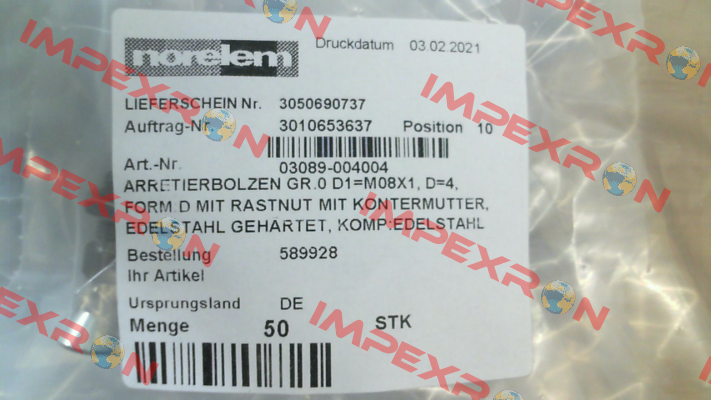 norelem
Druckdatum 03.02.2021
LIEFERSCHEIN Nr. 3050690737
Auftrag-Nr. 3010653637 Position 10
Art.-Nr. 03089-004004
ARRETIERBOLZEN GR.0 D1=M08X1, D=4,
FORM D MIT RASTNUT MIT KONTERMUTTER,
EDELSTAHL GEHÄRTET, KOMP:EDELSTAHL
Bestellung 589928
Ihr Artikel
Ursprungsland DE
Menge 50 STK
IMPEXRON
IMPEXRON
IMPEXRON
IMPEXRON